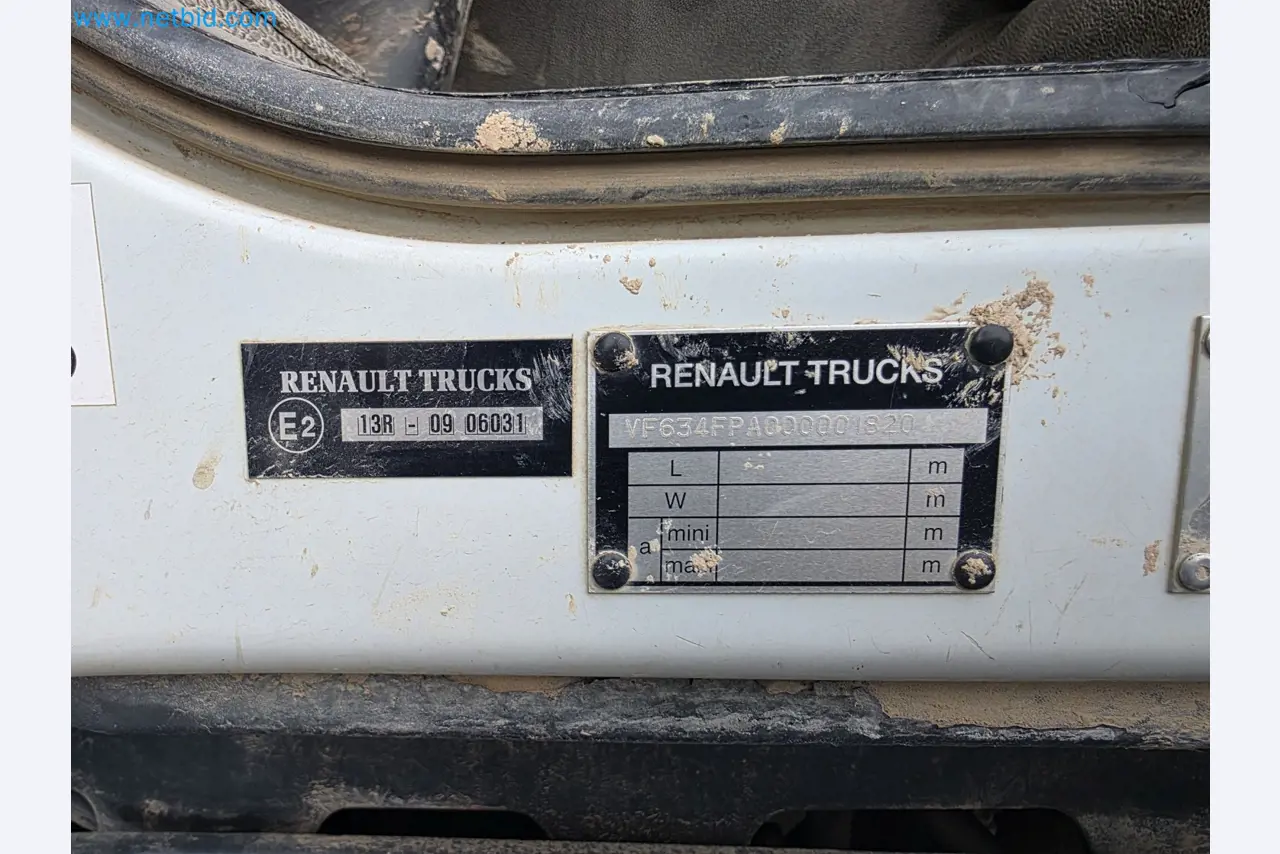 www.netbid.com
RENAULT TRUCKS
E2 13R - 09 06031
RENAULT TRUCKS
VF634FPA000001820
L m
W m
a mini m
m